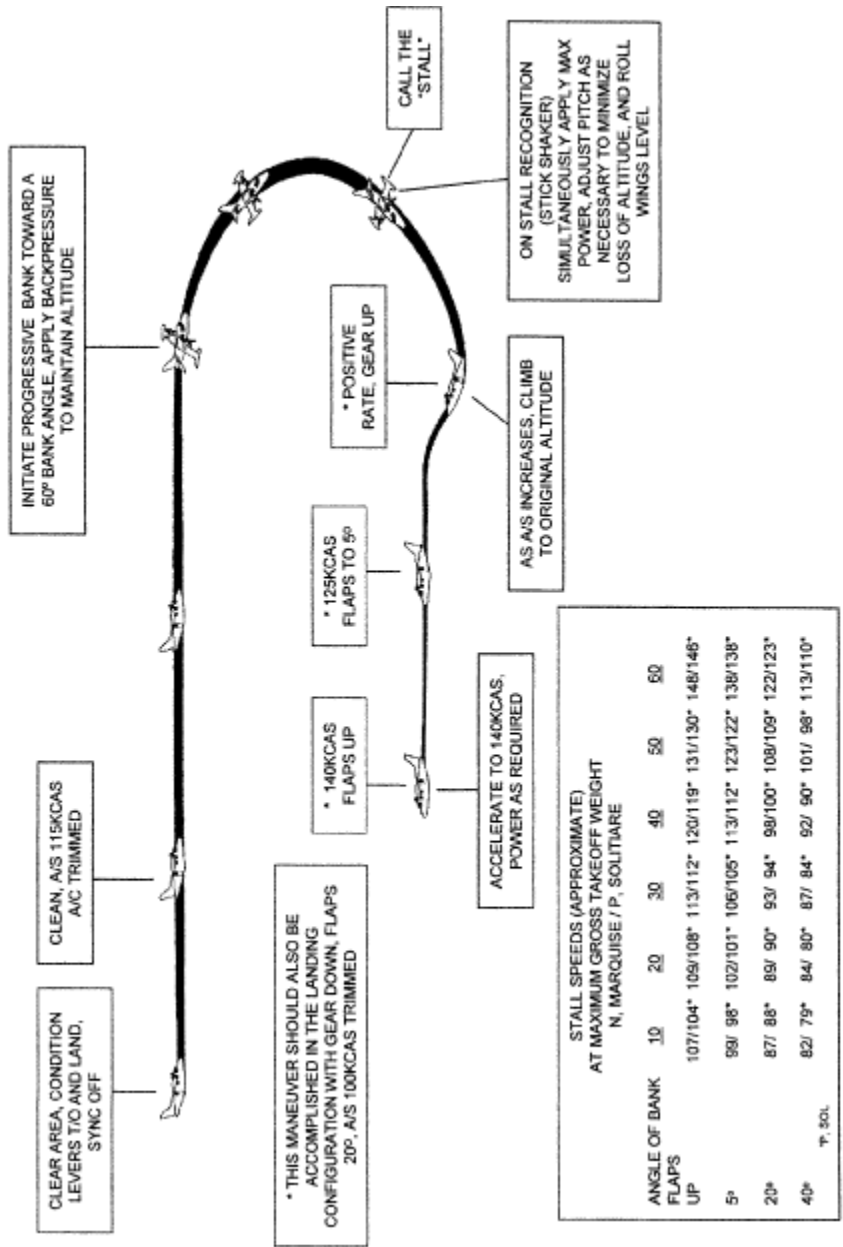 CLEAR AREA, CONDITION
LEVERS T/O AND LAND,
SYNC OFF
CLEAN, A/S 115KCAS
A/C TRIMMED
INITIATE PROGRESSIVE BANK TOWARD A
60º BANK ANGLE, APPLY BACKPRESSURE
TO MAINTAIN ALTITUDE
CALL THE
"STALL"
ON STALL RECOGNITION
(STICK SHAKER)
SIMULTANEOUSLY APPLY MAX
POWER, ADJUST PITCH AS
NECESSARY TO MINIMIZE
LOSS OF ALTITUDE, AND ROLL
WINGS LEVEL
* POSITIVE
RATE, GEAR UP
AS A/S INCREASES, CLIMB
TO ORIGINAL ALTITUDE
* 125KCAS
FLAPS TO 5º
* 140KCAS
FLAPS UP
ACCELERATE TO 140KCAS,
POWER AS REQUIRED
* THIS MANEUVER SHOULD ALSO BE
ACCOMPLISHED IN THE LANDING
CONFIGURATION WITH GEAR DOWN, FLAPS
20º, A/S 100KCAS TRIMMED
STALL SPEEDS (APPROXIMATE)
AT MAXIMUM GROSS TAKEOFF WEIGHT
N, MARQUISE / P, SOLITIARE
ANGLE OF BANK 10 20 30 40 50 60
FLAPS
UP 107/104* 109/108* 113/112* 120/119* 131/130* 148/146*
5º 99/ 98* 102/101* 106/105* 113/112* 123/122* 138/138*
20º 87/ 88* 89/ 90* 93/ 94* 98/100* 108/109* 122/123*
40º 82/ 79* 84/ 80* 87/ 84* 92/ 90* 101/ 98* 113/110*
*P, SOL